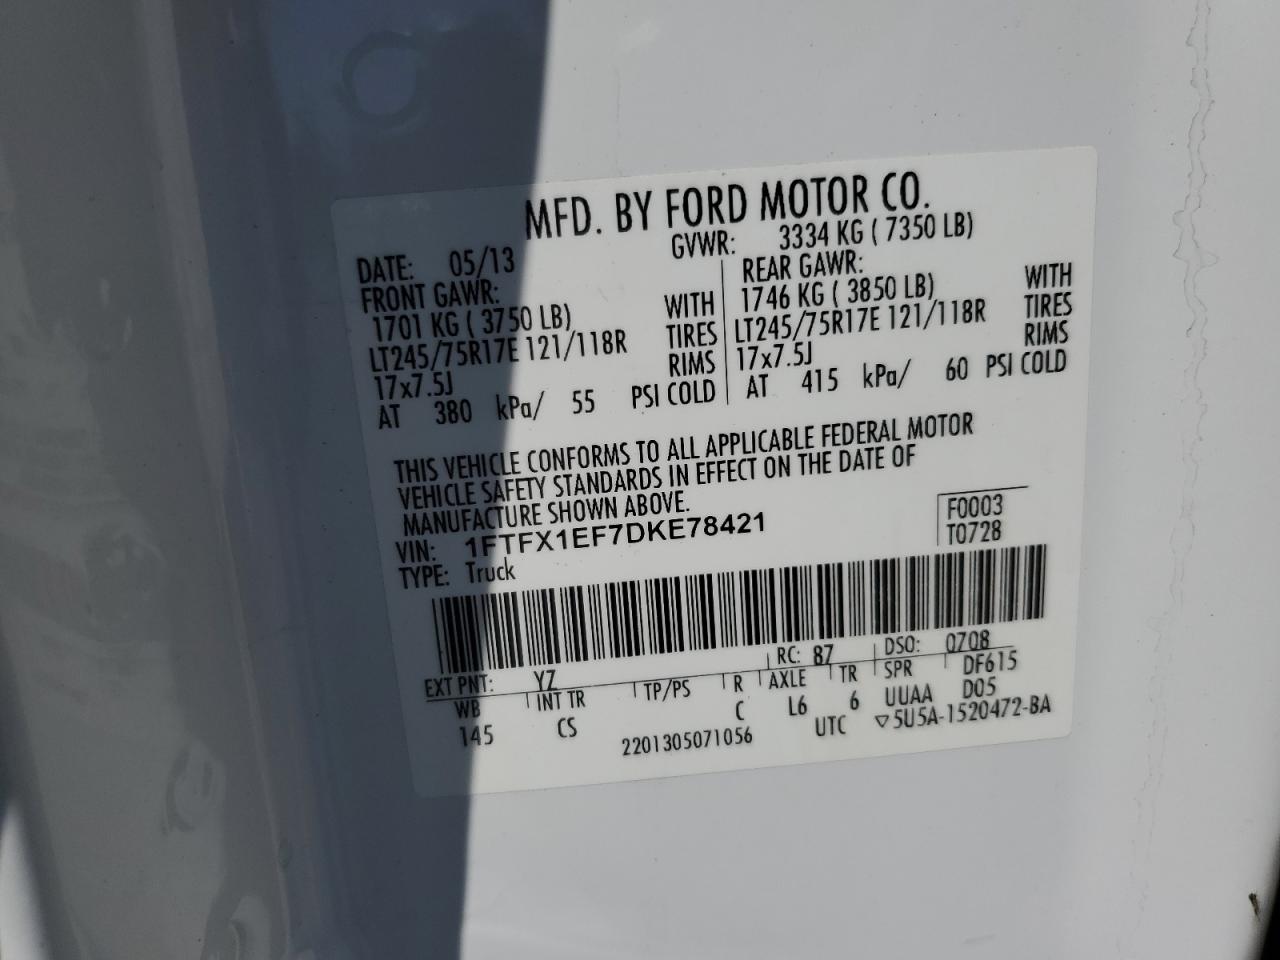 MFD. BY FORD MOTOR CO.
DATE: 05/13
GVWR: 3334 KG ( 7350 LB)
FRONT GAWR:
1701 KG ( 3750 LB)
WITH
LT245/75R17E 121/118R
TIRES
17x7.5J
RIMS
AT 380 kPa/ 55 PSI COLD
REAR GAWR:
1746 KG ( 3850 LB)
WITH
LT245/75R17E 121/118R
TIRES
17x7.5J
RIMS
AT 415 kPa/ 60 PSI COLD
THIS VEHICLE CONFORMS TO ALL APPLICABLE FEDERAL MOTOR
VEHICLE SAFETY STANDARDS IN EFFECT ON THE DATE OF
MANUFACTURE SHOWN ABOVE.
VIN: 1FTFX1EF7DKE78421
TYPE: Truck
F0003
T0728
EXT PNT: YZ
RC: 87
DSO: 0708
WB
INT TR
TP/PS
R
AXLE
TR
SPR
DF615
145
CS
C
L6
6
UUAA
D05
2201305071056
UTC
▽5U5A-1520472-BA